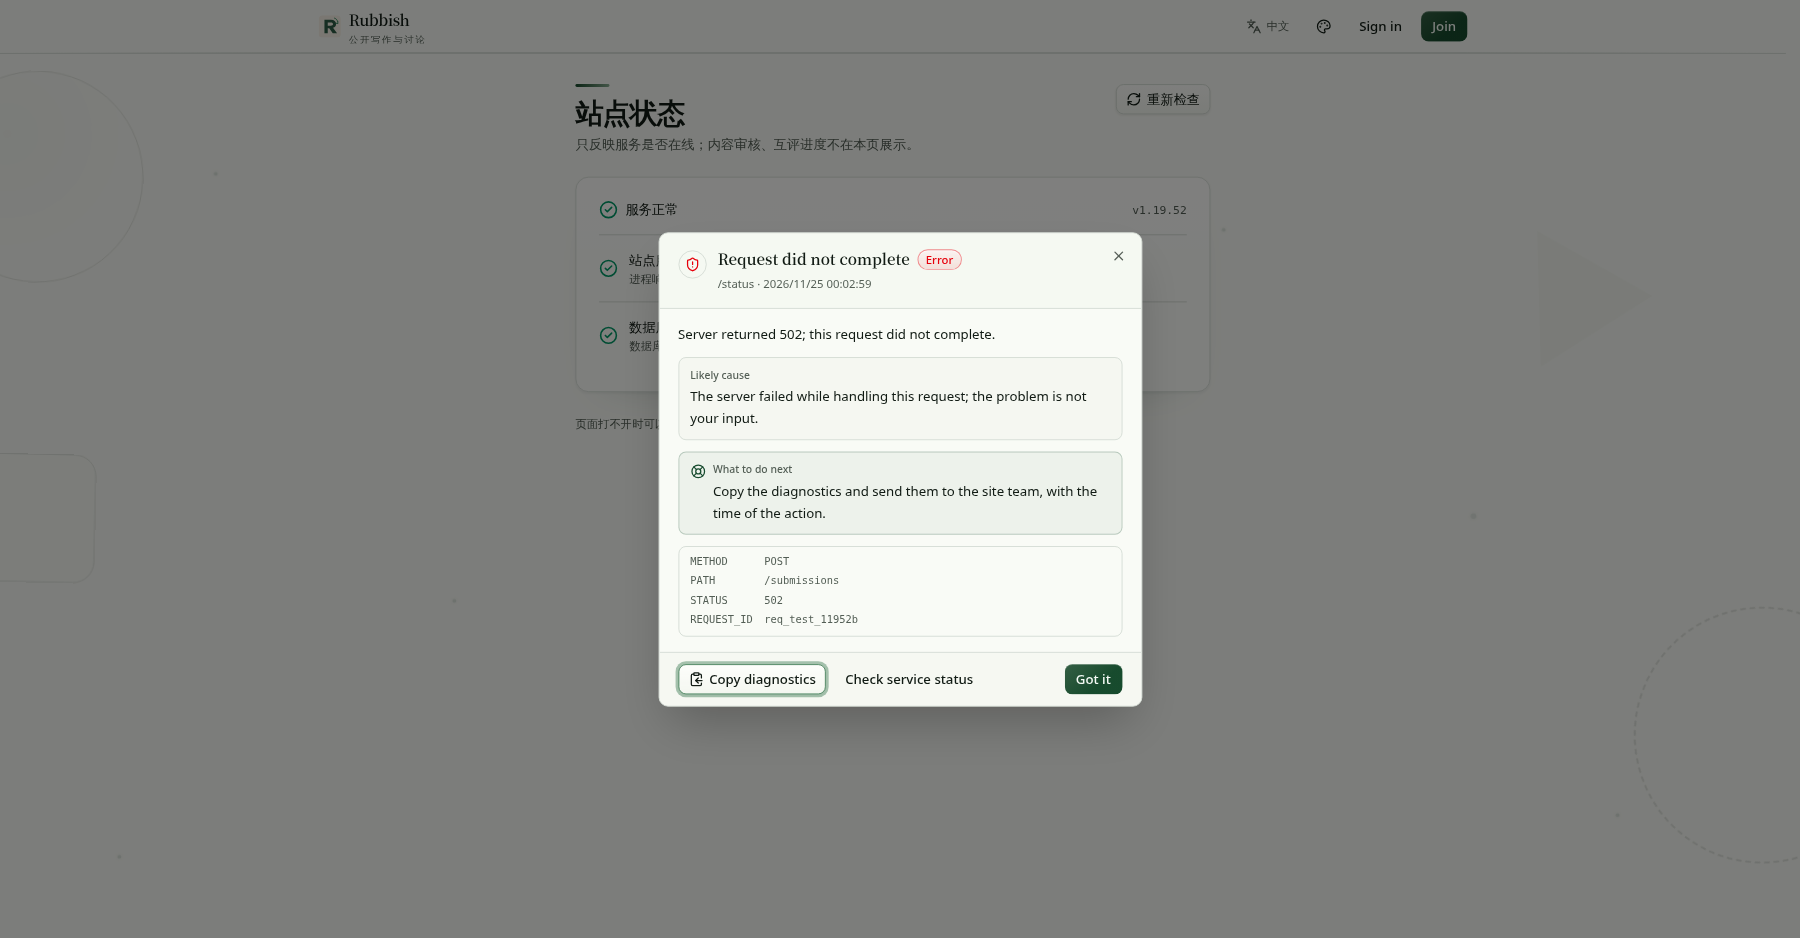 Rubbish
公开写作与讨论
中文
Sign in
Join
站点状态
重新检查
只反映服务是否在线；内容审核、互评进度不在本页展示。
服务正常
v1.19.52
站点
进程响
数据库
数据库
页面打不开时可以
Request did not complete
Error
/status · 2026/11/25 00:02:59
Server returned 502; this request did not complete.
Likely cause
The server failed while handling this request; the problem is not
your input.
What to do next
Copy the diagnostics and send them to the site team, with the
time of the action.
METHOD POST
PATH /submissions
STATUS 502
REQUEST_ID req_test_11952b
Copy diagnostics
Check service status
Got it